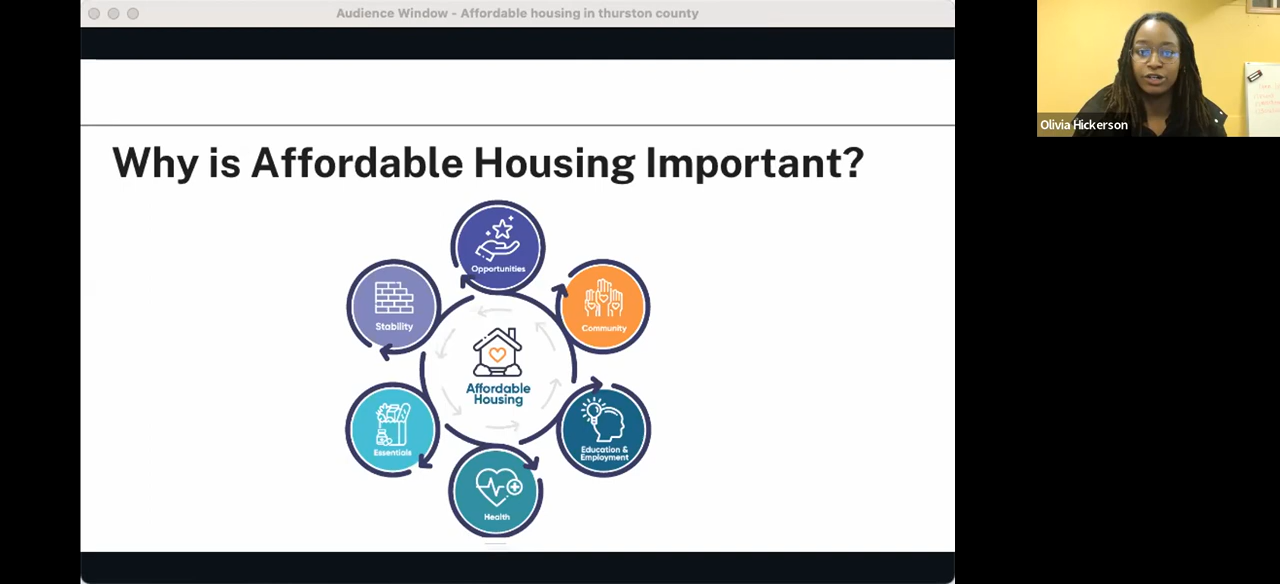 Audience Window - Affordable housing in thurston county
Olivia Hickerson
Why is Affordable Housing Important?
Opportunities
Stability
Community
Affordable
Housing
Essentials
Education &
Employment
Health